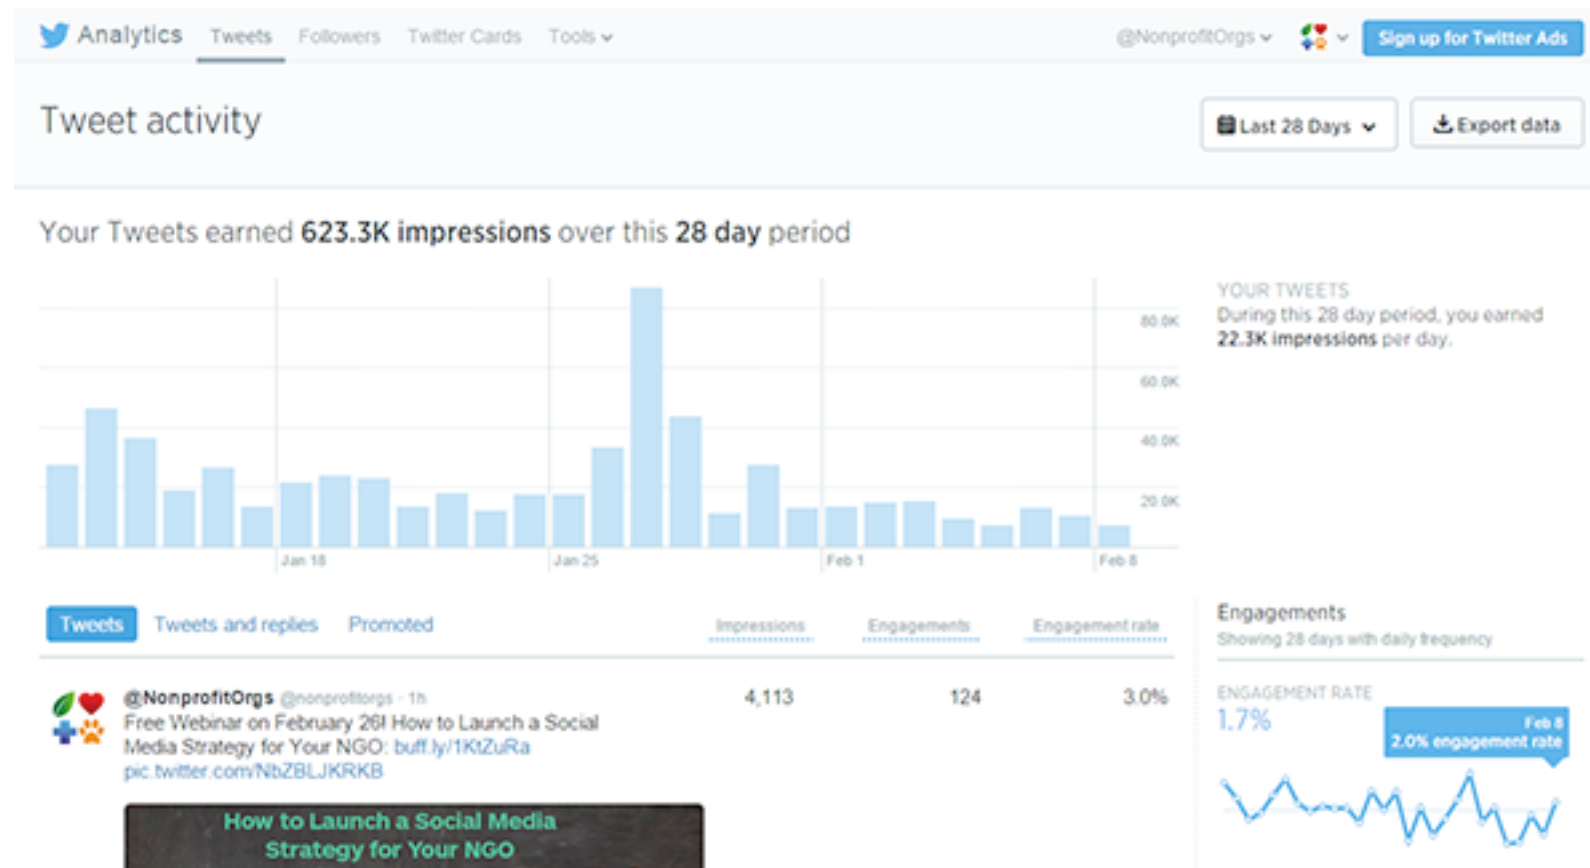 Analytics Tweets Followers Twitter Cards Tools @NonprofitOrgs Sign up for Twitter Ads
Tweet activity
Last 28 Days Export data
Your Tweets earned 623.3K impressions over this 28 day period
YOUR TWEETS
During this 28 day period, you earned
22.3K impressions per day.
80.0K
60.0K
40.0K
20.0K
Jan 18 Jan 25 Feb 1 Feb 8
Tweets Tweets and replies Promoted Impressions Engagements Engagement rate
@NonprofitOrgs @nonprofitorgs · 1h 4,113 124 3.0%
Free Webinar on February 26! How to Launch a Social
Media Strategy for Your NGO: buff.ly/1KtZuRa
pic.twitter.com/NbZBLJKRKB
How to Launch a Social Media
Strategy for Your NGO
Engagements
Showing 28 days with daily frequency
ENGAGEMENT RATE
1.7%
Feb 8
2.0% engagement rate